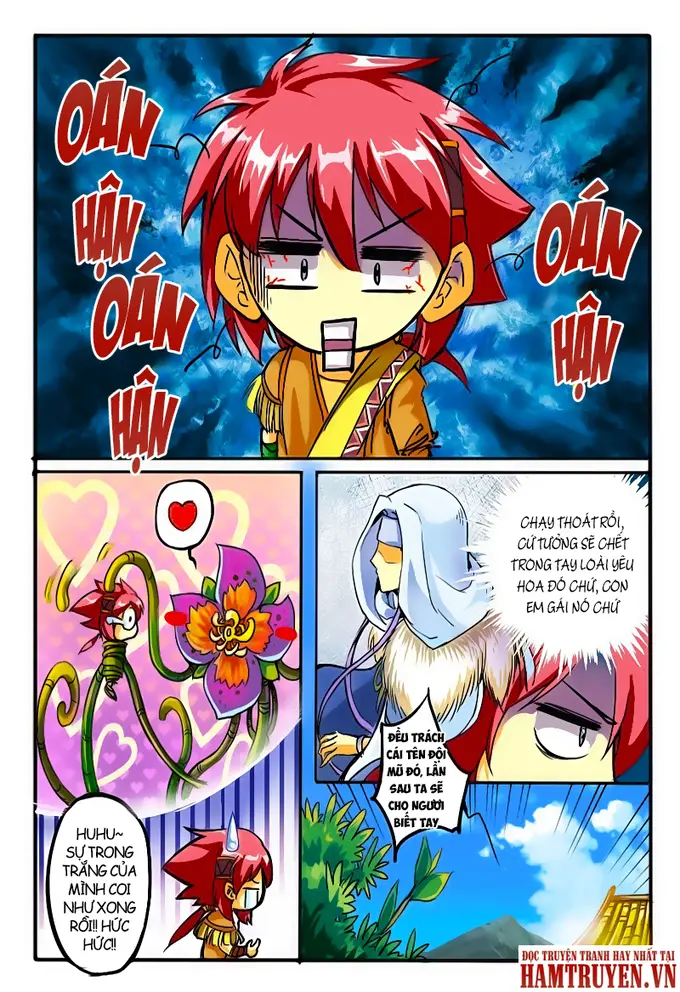 OÁN
HẬN
OÁN
HẬN
OÁN
HẬN
CHẠY THOÁT RỒI,
CỨ TƯỞNG SẼ CHẾT
TRONG TAY LOÀI YÊU
HOA ĐÓ CHỨ, CON
EM GÁI NÓ CHỨ
ĐỀU TRÁCH
CÁI TÊN ĐỘI
MŨ ĐÓ, LẦN
SAU TA SẼ
CHO NGƯƠI
BIẾT TAY
HUHU~
SỰ TRONG
TRẮNG CỦA
MÌNH COI
NHƯ XONG
RỒI!! HỨC
HỨC!!
ĐỌC TRUYỆN TRANH HAY NHẤT TẠI
HAMTRUYEN.VN